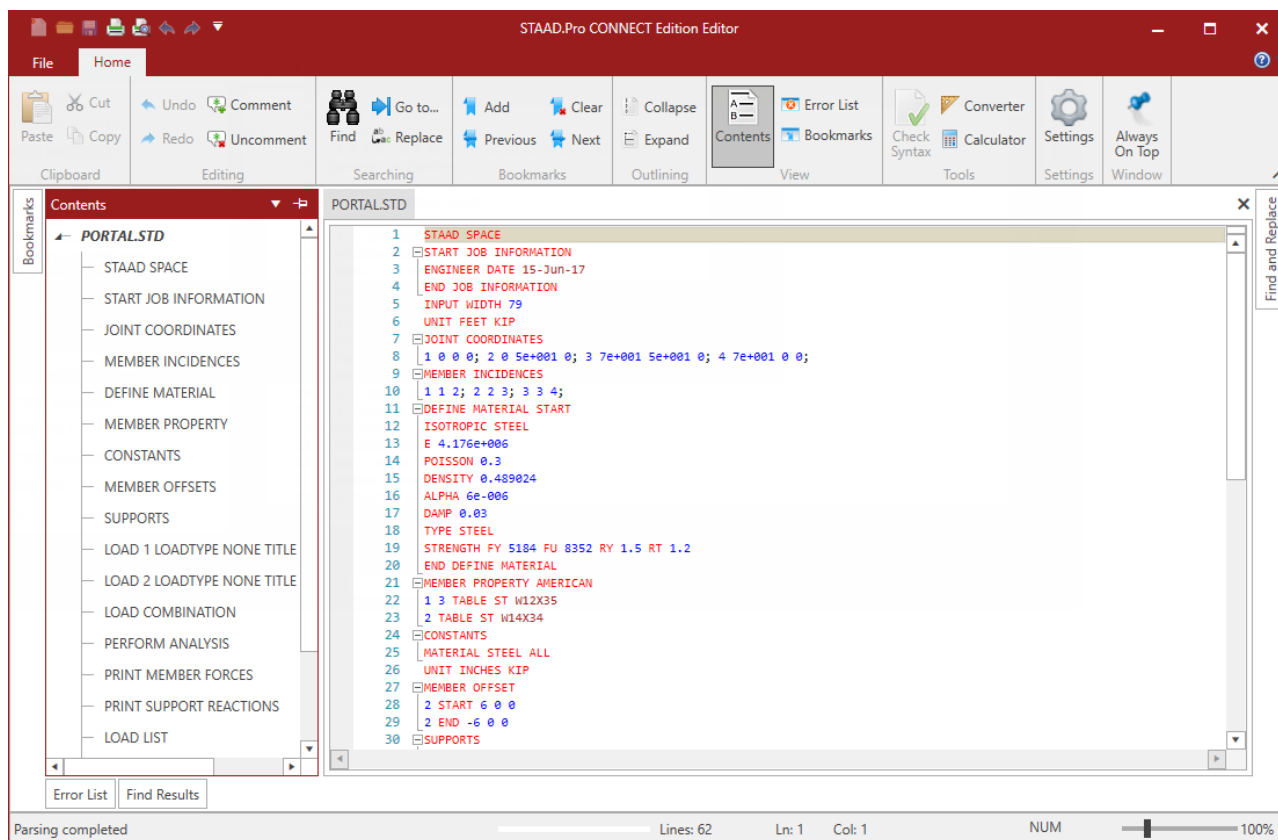 STAAD.Pro CONNECT Edition Editor
File Home
Cut Undo Comment Go to... Add Clear Collapse Error List Converter
Paste Copy Redo Uncomment Find Replace Previous Next Expand Contents Bookmarks Check Syntax Calculator Settings Always On Top
Clipboard Editing Searching Bookmarks Outlining View Tools Settings Window
Bookmarks
Contents
PORTAL.STD
STAAD SPACE
START JOB INFORMATION
JOINT COORDINATES
MEMBER INCIDENCES
DEFINE MATERIAL
MEMBER PROPERTY
CONSTANTS
MEMBER OFFSETS
SUPPORTS
LOAD 1 LOADTYPE NONE TITLE
LOAD 2 LOADTYPE NONE TITLE
LOAD COMBINATION
PERFORM ANALYSIS
PRINT MEMBER FORCES
PRINT SUPPORT REACTIONS
LOAD LIST
PORTAL.STD
1 STAAD SPACE
2 START JOB INFORMATION
3 ENGINEER DATE 15-Jun-17
4 END JOB INFORMATION
5 INPUT WIDTH 79
6 UNIT FEET KIP
7 JOINT COORDINATES
8 1 0 0 0; 2 0 5e+001 0; 3 7e+001 5e+001 0; 4 7e+001 0 0;
9 MEMBER INCIDENCES
10 1 1 2; 2 2 3; 3 3 4;
11 DEFINE MATERIAL START
12 ISOTROPIC STEEL
13 E 4.176e+006
14 POISSON 0.3
15 DENSITY 0.489024
16 ALPHA 6e-006
17 DAMP 0.03
18 TYPE STEEL
19 STRENGTH FY 5184 FU 8352 RY 1.5 RT 1.2
20 END DEFINE MATERIAL
21 MEMBER PROPERTY AMERICAN
22 1 3 TABLE ST W12X35
23 2 TABLE ST W14X34
24 CONSTANTS
25 MATERIAL STEEL ALL
26 UNIT INCHES KIP
27 MEMBER OFFSET
28 2 START 6 0 0
29 2 END -6 0 0
30 SUPPORTS
Find and Replace
Error List Find Results
Parsing completed Lines: 62 Ln: 1 Col: 1 NUM 100%